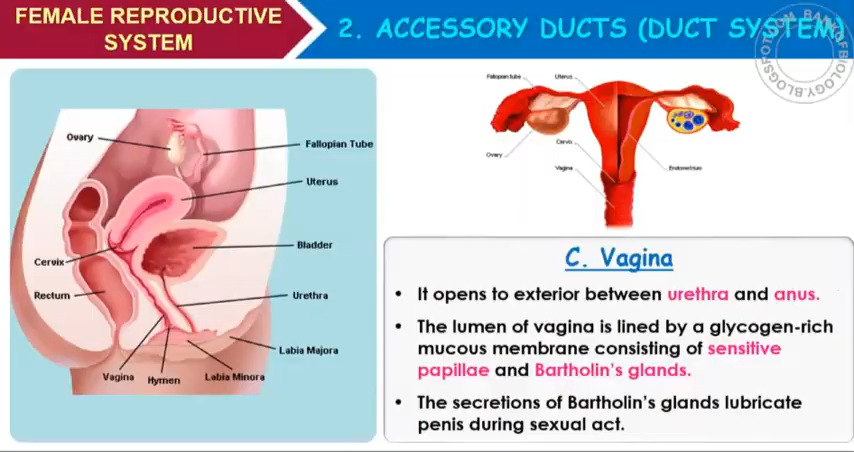 FEMALE REPRODUCTIVE
SYSTEM
2. ACCESSORY DUCTS (DUCT SYSTEM)
BANKOFBIOLOGY.BLOGSPOT.COM
Ovary
Fallopian Tube
Uterus
Bladder
Cervix
Rectum
Urethra
Labia Majora
Vagina
Hymen
Labia Minora
Fallopian tube
Uterus
Ovary
Cervix
Vagina
Endometrium
C. Vagina
• It opens to exterior between urethra and anus.
• The lumen of vagina is lined by a glycogen-rich
mucous membrane consisting of sensitive
papillae and Bartholin's glands.
• The secretions of Bartholin's glands lubricate
penis during sexual act.